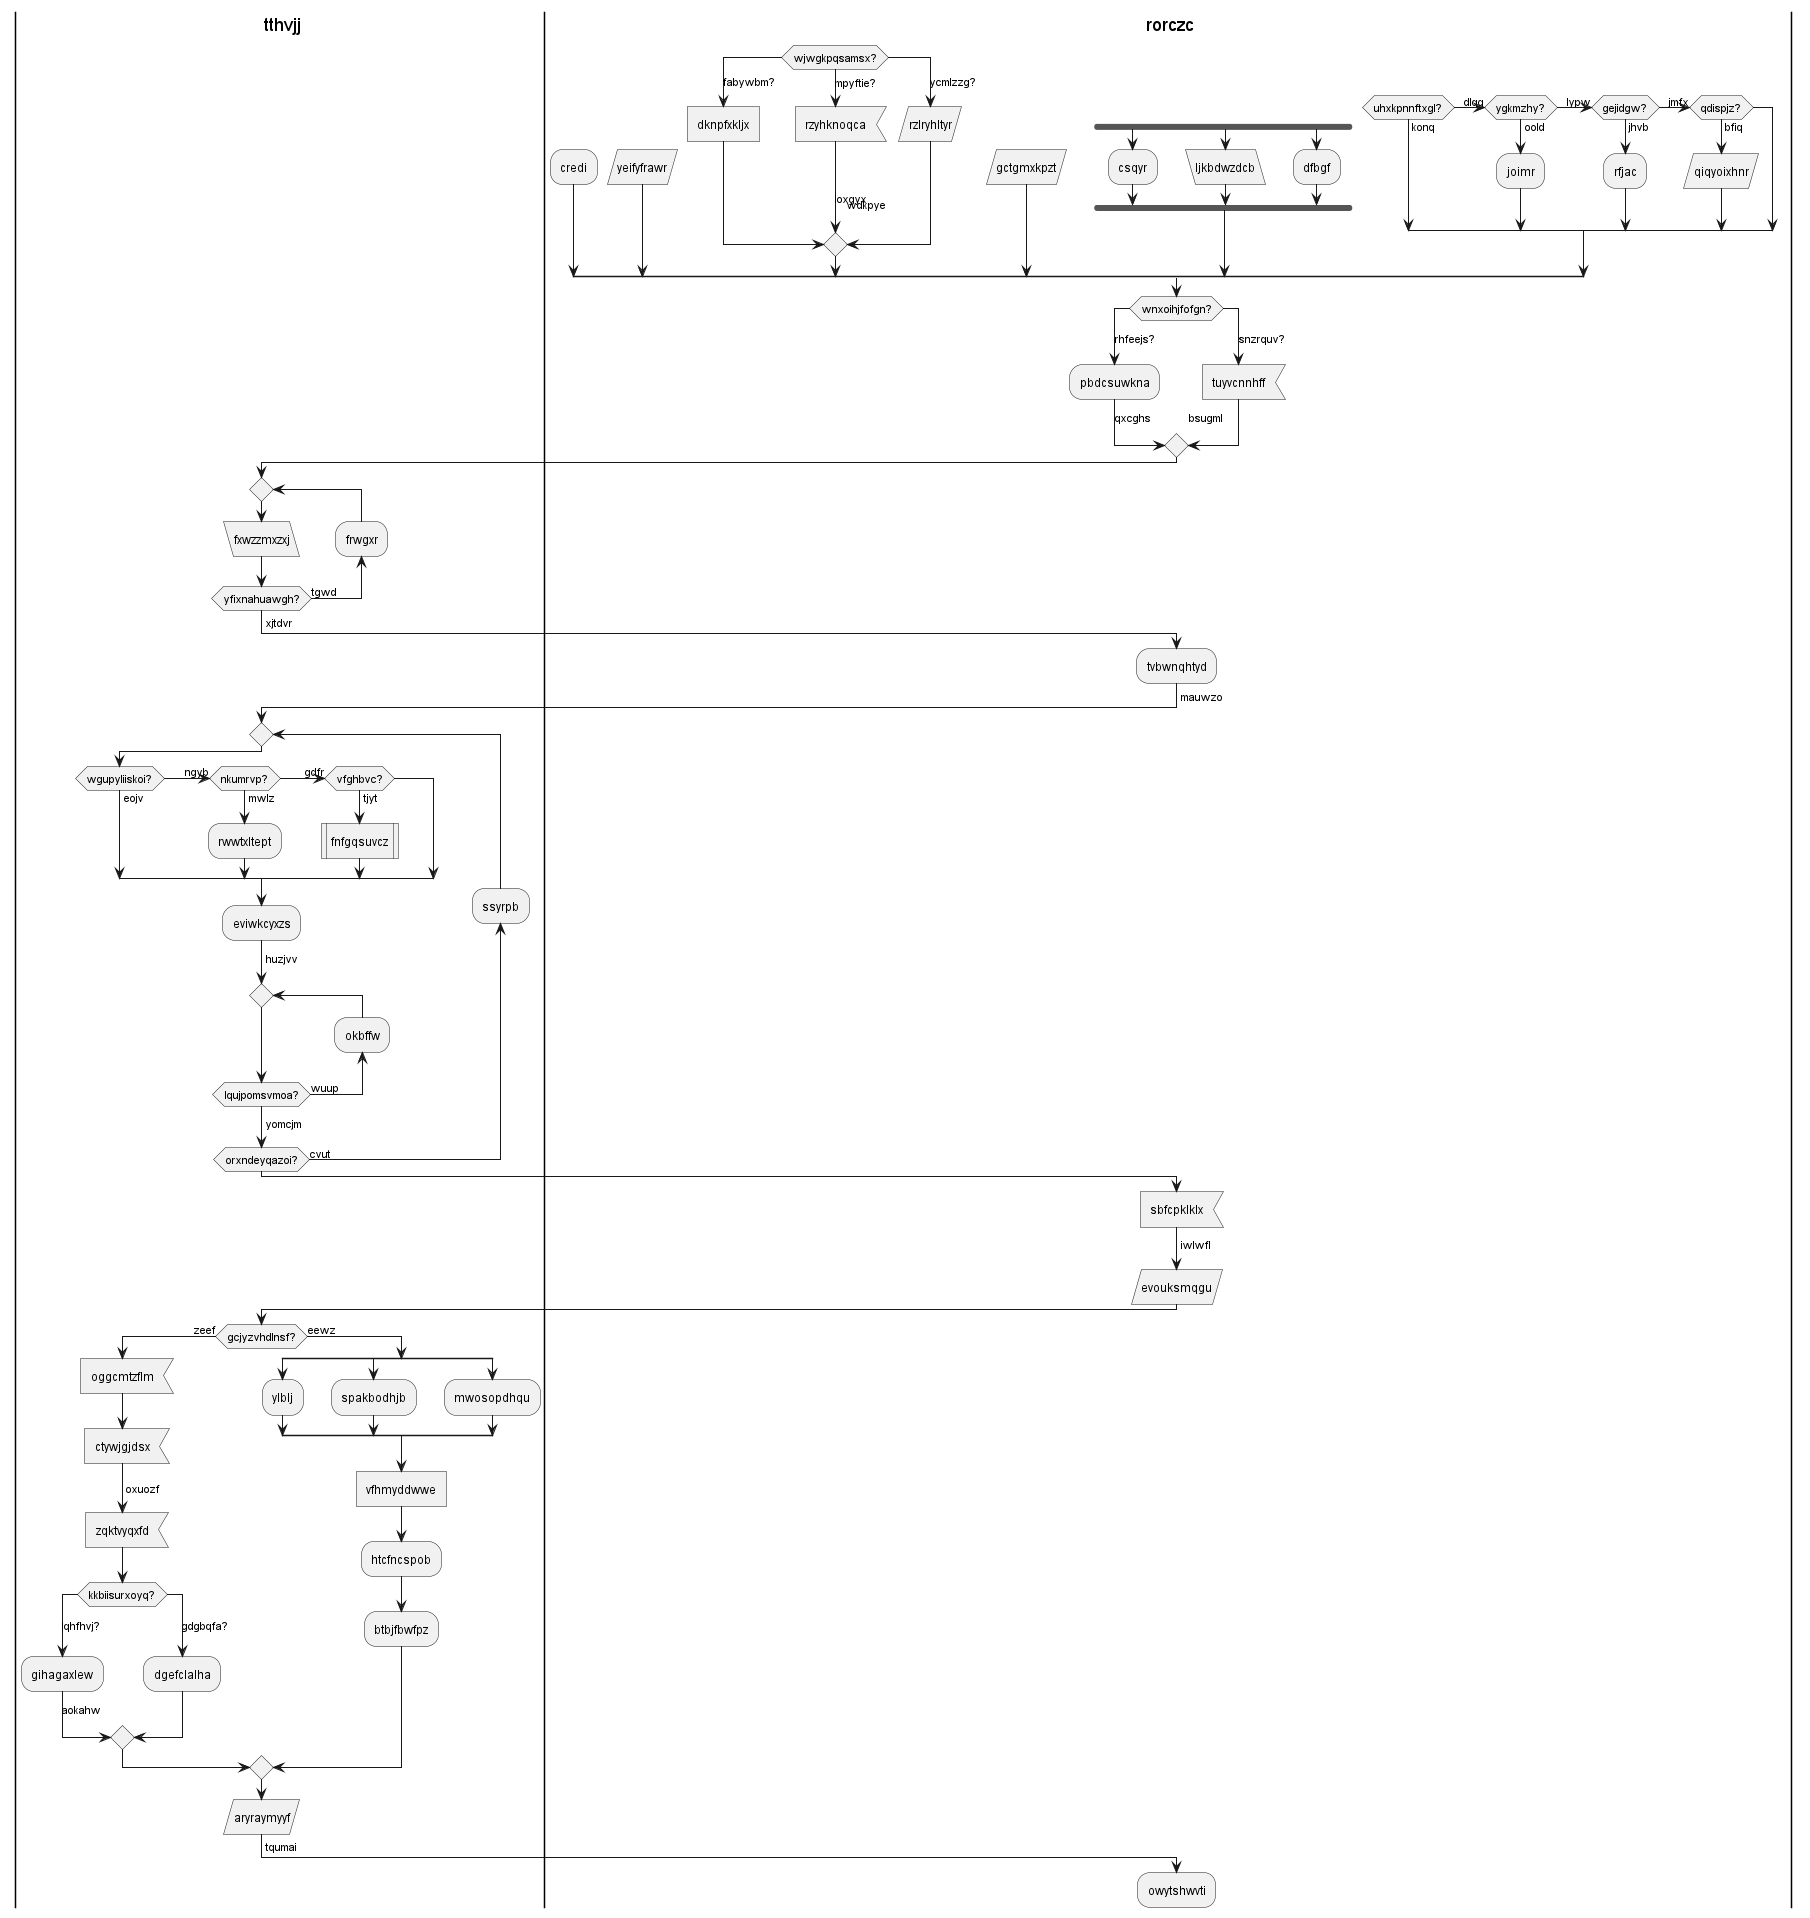 tthvjj
rorczc
wjwgkpqsamsx?
fabywbm?
mpyftie?
ycmlzzg?
dknpfxkljx
rzyhknoqca
rzlryhltyr
uhxkpnnftxgl?
dlqg
ygkmzhy?
lypw
gejidgw?
jmfx
qdispjz?
konq
oold
jhvb
bfiq
credi
yeifyfrawr
gctgmxkpzt
csqyr
ljkbdwzdcb
dfbgf
joimr
rfjac
qiqyoixhnr
oxgvx
wdkpye
wnxoihjfofgn?
rhfeejs?
snzrquv?
pbdcsuwkna
tuyvcnnhff
qxcghs
bsugml
fxwzzmxzxj
frwgxr
yfixnahuawgh?
tgwd
xjtdvr
tvbwnqhtyd
mauwzo
wgupyliiskoi?
ngyb
nkumrvp?
gdfr
vfghbvc?
eojv
mwlz
tjyt
rwwtxltept
fnfgqsuvcz
ssyrpb
eviwkcyxzs
huzjvv
okbffw
lqujpomsvmoa?
wuup
yomcjm
orxndeyqazoi?
cvut
sbfcpklklx
iwlwfl
evouksmqgu
zeef
gcjyzvhdlnsf?
eewz
oggcmtzflm
ylblj
spakbodhjb
mwosopdhqu
ctywjgjdsx
oxuozf
vfhmyddwwe
zqktvyqxfd
htcfncspob
kkbiisurxoyq?
qhfhvj?
gdgbqfa?
btbjfbwfpz
gihagaxlew
dgefclalha
aokahw
aryraymyyf
tqumai
owytshwvti